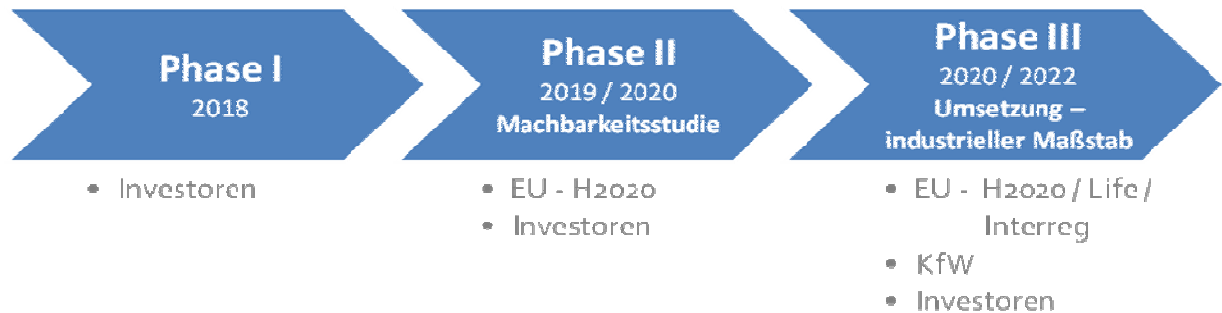 Phase I
2018
Phase II
2019 / 2020
Machbarkeitsstudie
Phase III
2020 / 2022
Umsetzung –
industrieller Maßstab
• Investoren
• EU - H2020
• Investoren
• EU - H2020 / Life /
Interreg
• KfW
• Investoren